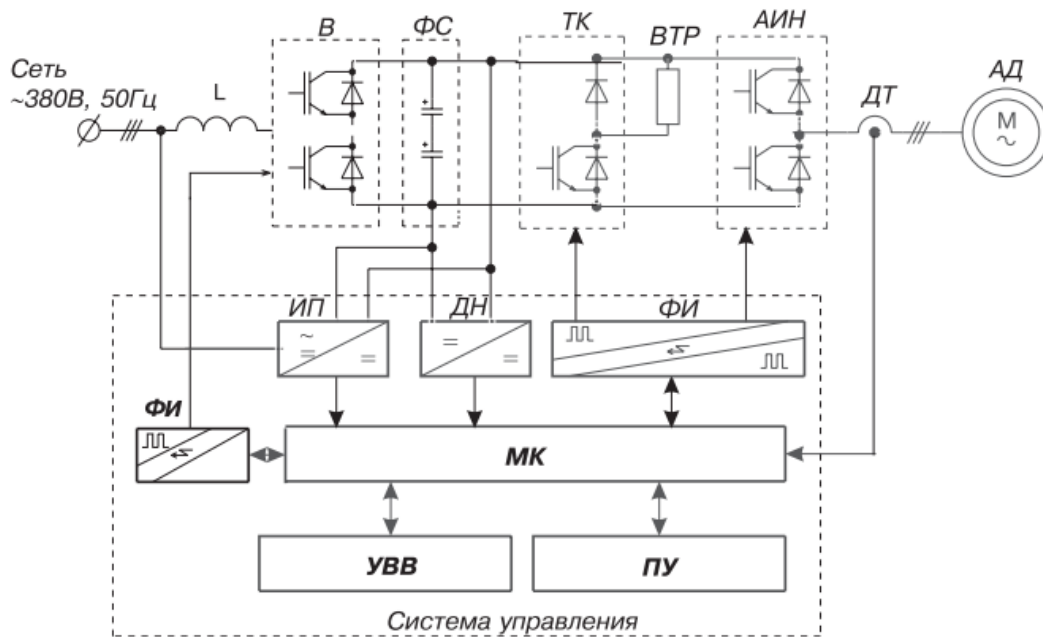 В
ФС
ТК
ВТР
АИН
ДТ
АД
Сеть
~380В, 50Гц
L
М
~
ИП
ДН
ФИ
ФИ
МК
УВВ
ПУ
Система управления